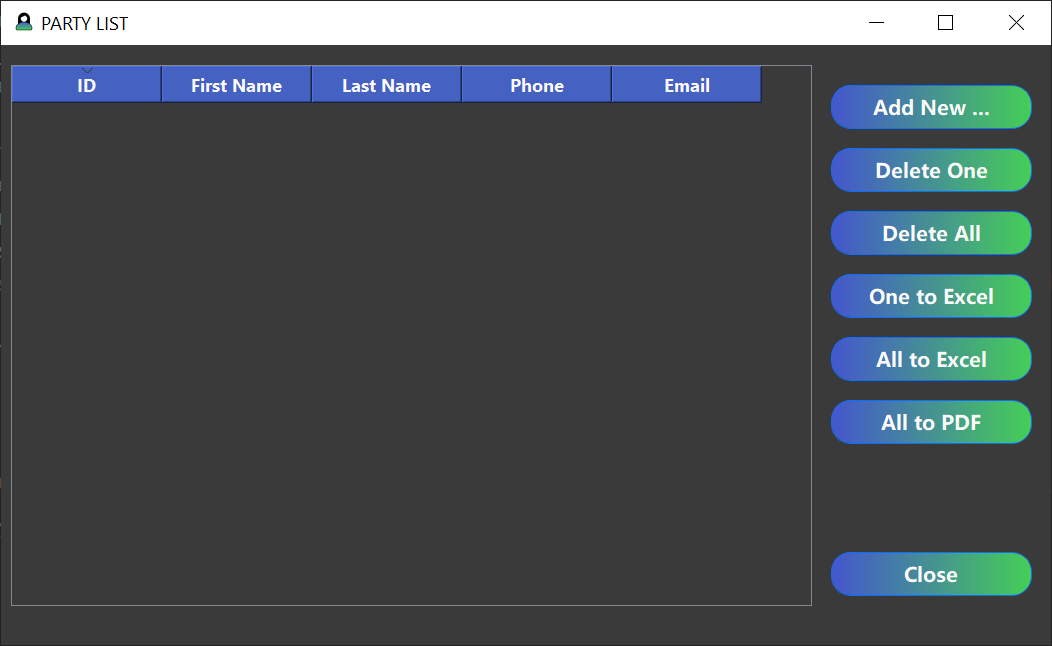 PARTY LIST
ID First Name Last Name Phone Email
Add New ...
Delete One
Delete All
One to Excel
All to Excel
All to PDF
Close